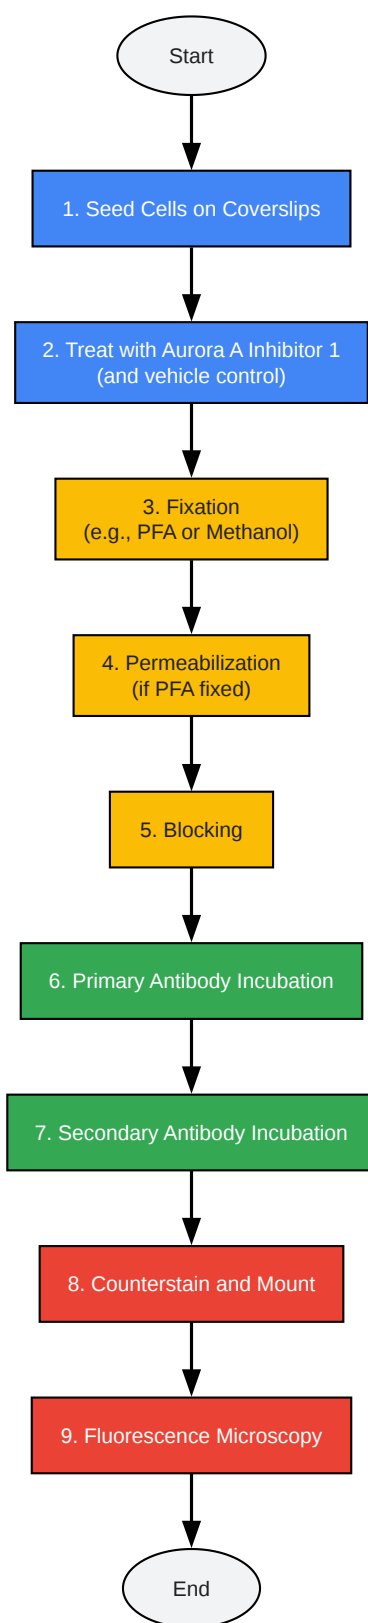 Start
1. Seed Cells on Coverslips
2. Treat with Aurora A Inhibitor 1
(and vehicle control)
3. Fixation
(e.g., PFA or Methanol)
4. Permeabilization
(if PFA fixed)
5. Blocking
6. Primary Antibody Incubation
7. Secondary Antibody Incubation
8. Counterstain and Mount
9. Fluorescence Microscopy
End